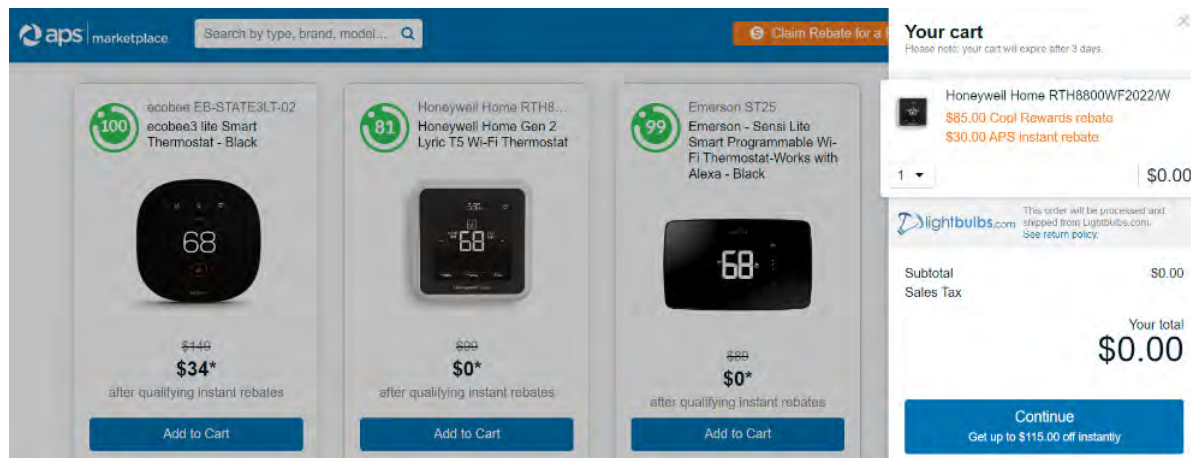 aps marketplace
Search by type, brand, model...
Claim Rebate for a
100
ecobee EB-STATE3LT-02
ecobee3 lite Smart
Thermostat - Black
68
$149
$34*
after qualifying instant rebates
Add to Cart
81
Honeywell Home RTH8...
Honeywell Home Gen 2
Lyric T5 Wi-Fi Thermostat
68
$99
$0*
after qualifying instant rebates
Add to Cart
99
Emerson ST25
Emerson - Sensi Lite
Smart Programmable Wi-
Fi Thermostat-Works with
Alexa - Black
68
$89
$0*
after qualifying instant rebates
Add to Cart
Your cart
Please note: your cart will expire after 3 days.
Honeywell Home RTH8800WF2022/W
$85.00 Cool Rewards rebate
$30.00 APS instant rebate
1
$0.00
lightbulbs.com
This order will be processed and
shipped from Lightbulbs.com.
See return policy.
Subtotal $0.00
Sales Tax
Your total
$0.00
Continue
Get up to $115.00 off instantly